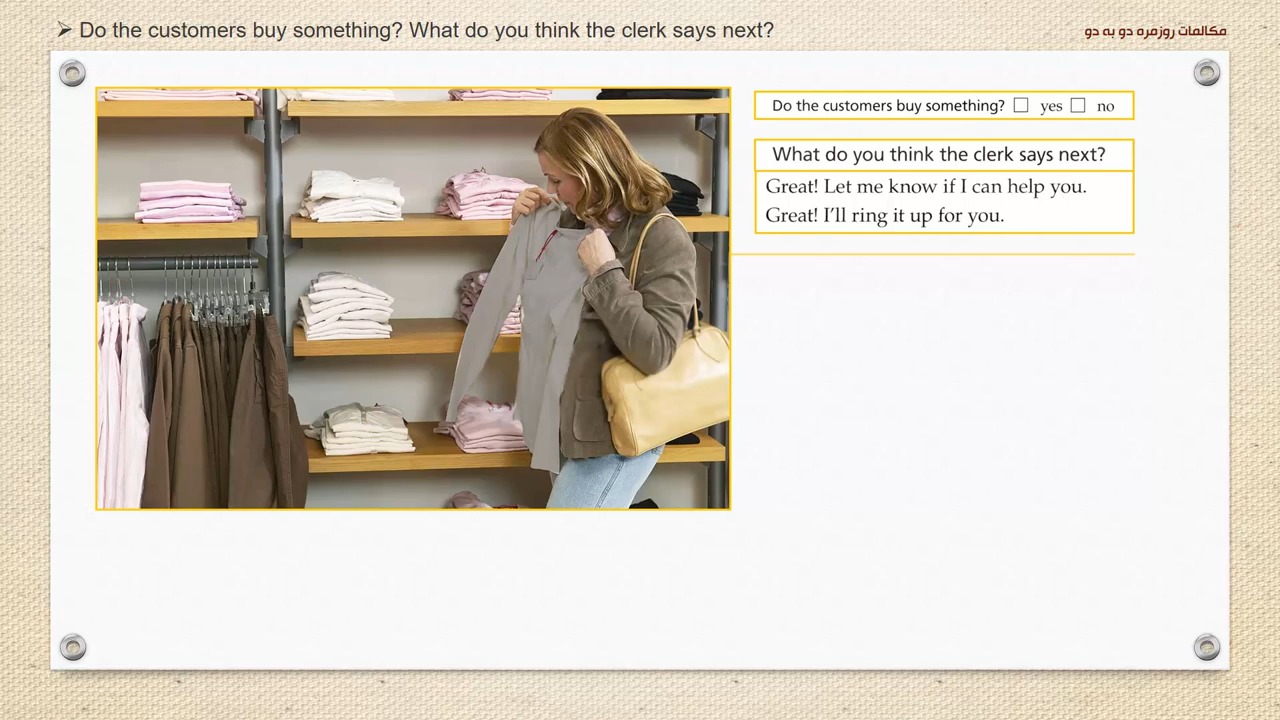 ➢ Do the customers buy something? What do you think the clerk says next?
مکالمات روزمره دو به دو
Do the customers buy something? ☐ yes ☐ no
What do you think the clerk says next?
Great! Let me know if I can help you.
Great! I'll ring it up for you.